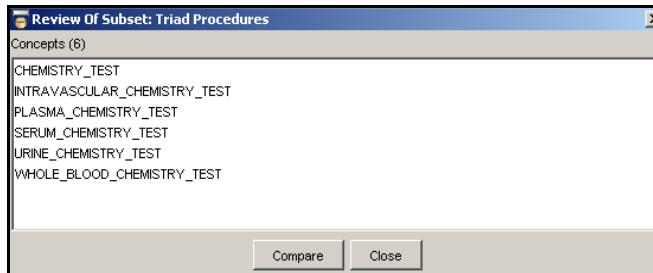 Review Of Subset: Triad Procedures
Concepts (6)
CHEMISTRY_TEST
INTRAVASCULAR_CHEMISTRY_TEST
PLASMA_CHEMISTRY_TEST
SERUM_CHEMISTRY_TEST
URINE_CHEMISTRY_TEST
WHOLE_BLOOD_CHEMISTRY_TEST
Compare Close